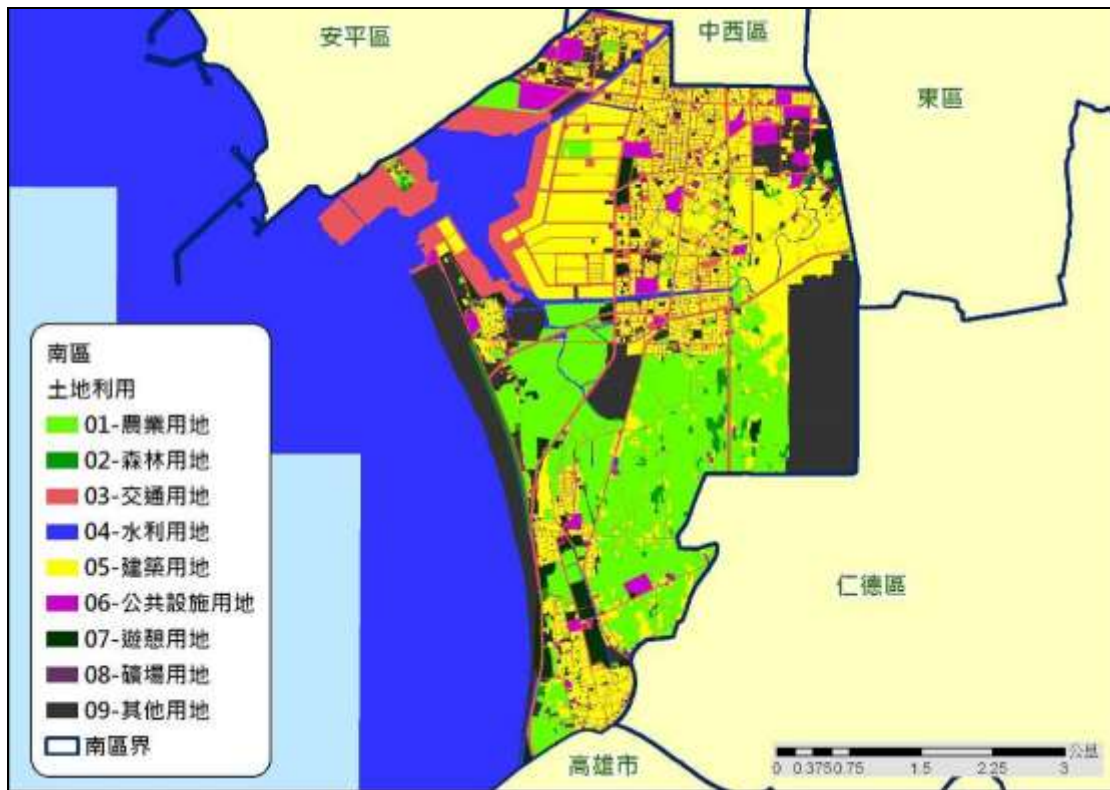 安平區
中西區
東區
南區
土地利用
01-農業用地
02-森林用地
03-交通用地
04-水利用地
05-建築用地
06-公共設施用地
07-遊憩用地
08-礦場用地
09-其他用地
南區界
仁德區
高雄市
公里
0 0.375 0.75 1.5 2.25 3